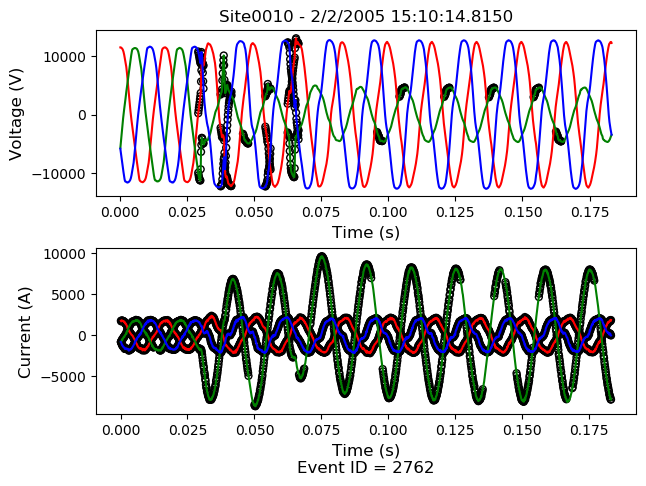 Site0010 - 2/2/2005 15:10:14.8150
10000
0
−10000
Voltage (V)
0.000 0.025 0.050 0.075 0.100 0.125 0.150 0.175
Time (s)
10000
5000
0
−5000
Current (A)
0.000 0.025 0.050 0.075 0.100 0.125 0.150 0.175
Time (s)
Event ID = 2762